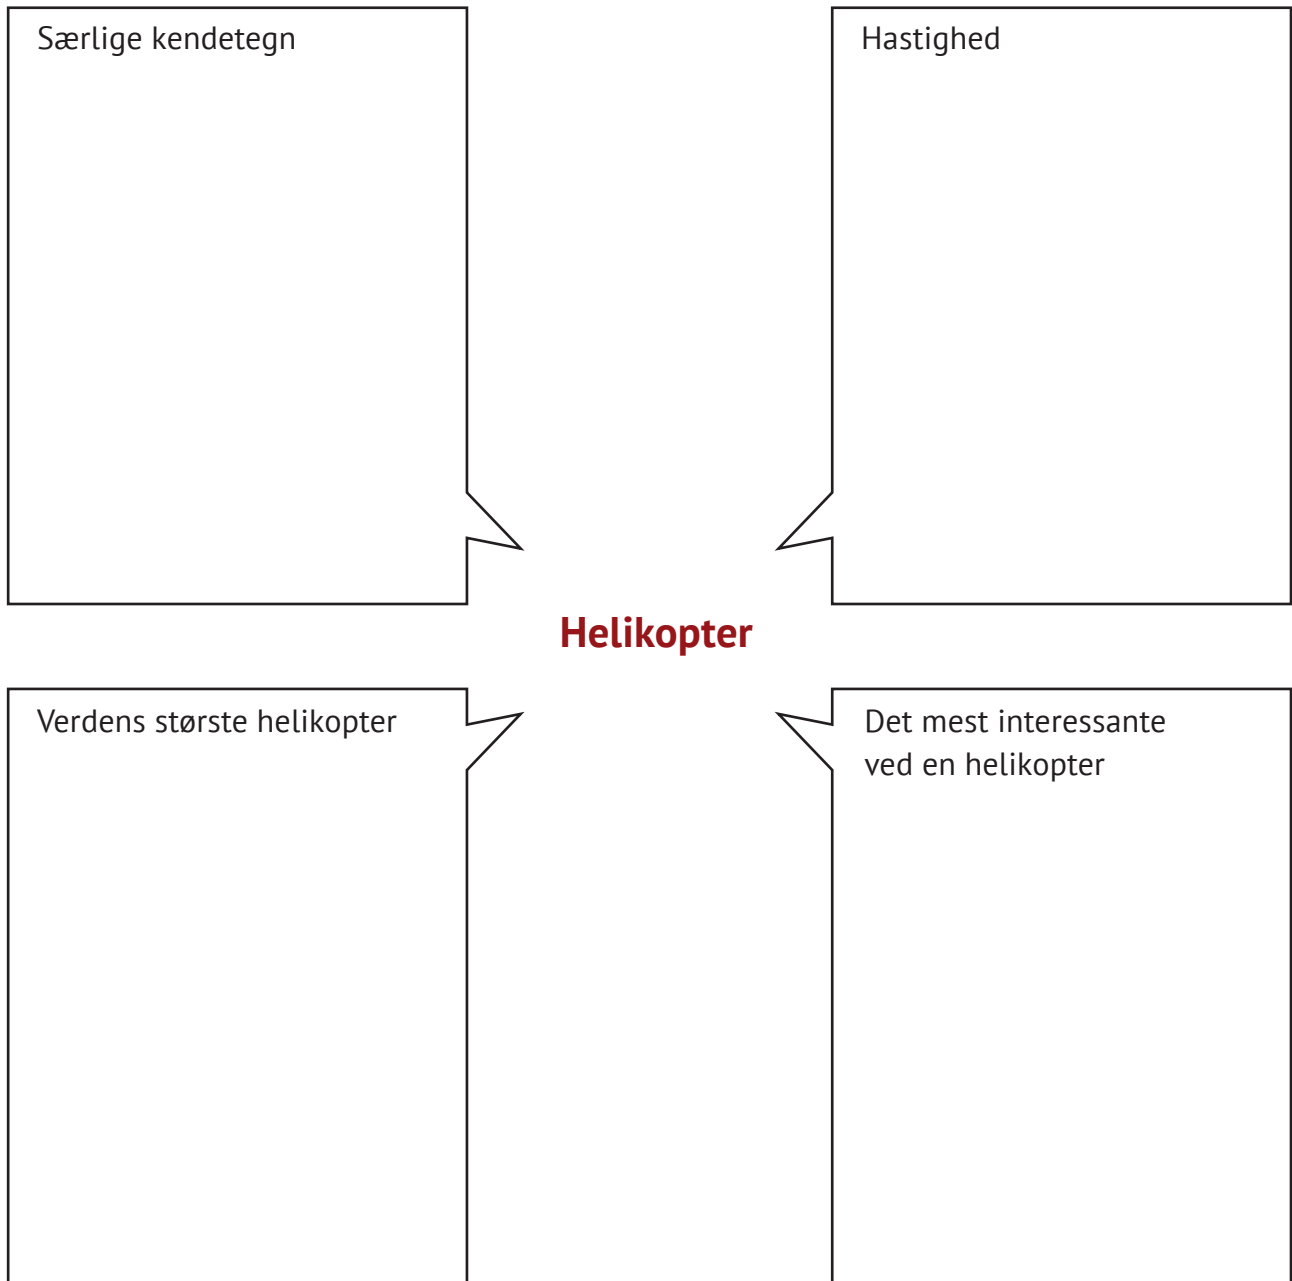 Særlige kendetegn
Hastighed
Helikopter
Verdens største helikopter
Det mest interessante
ved en helikopter